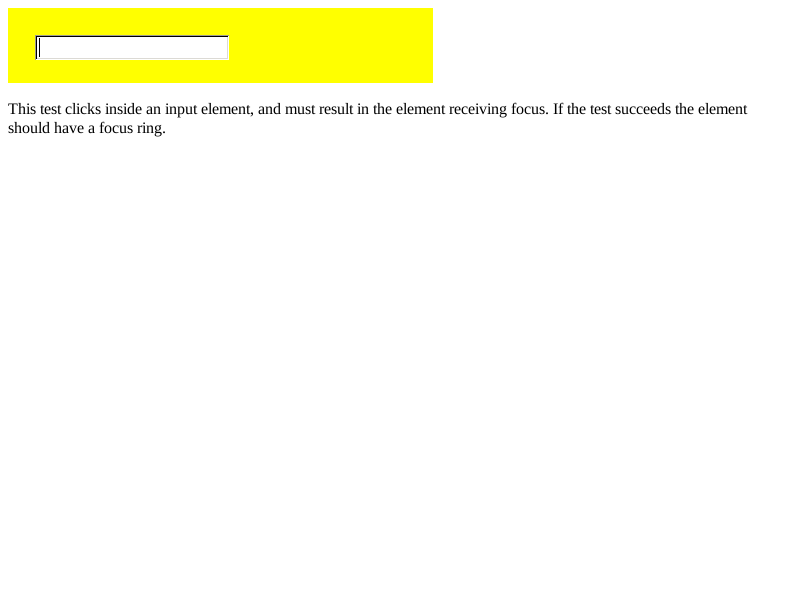 This test clicks inside an input element, and must result in the element receiving focus. If the test succeeds the element
should have a focus ring.